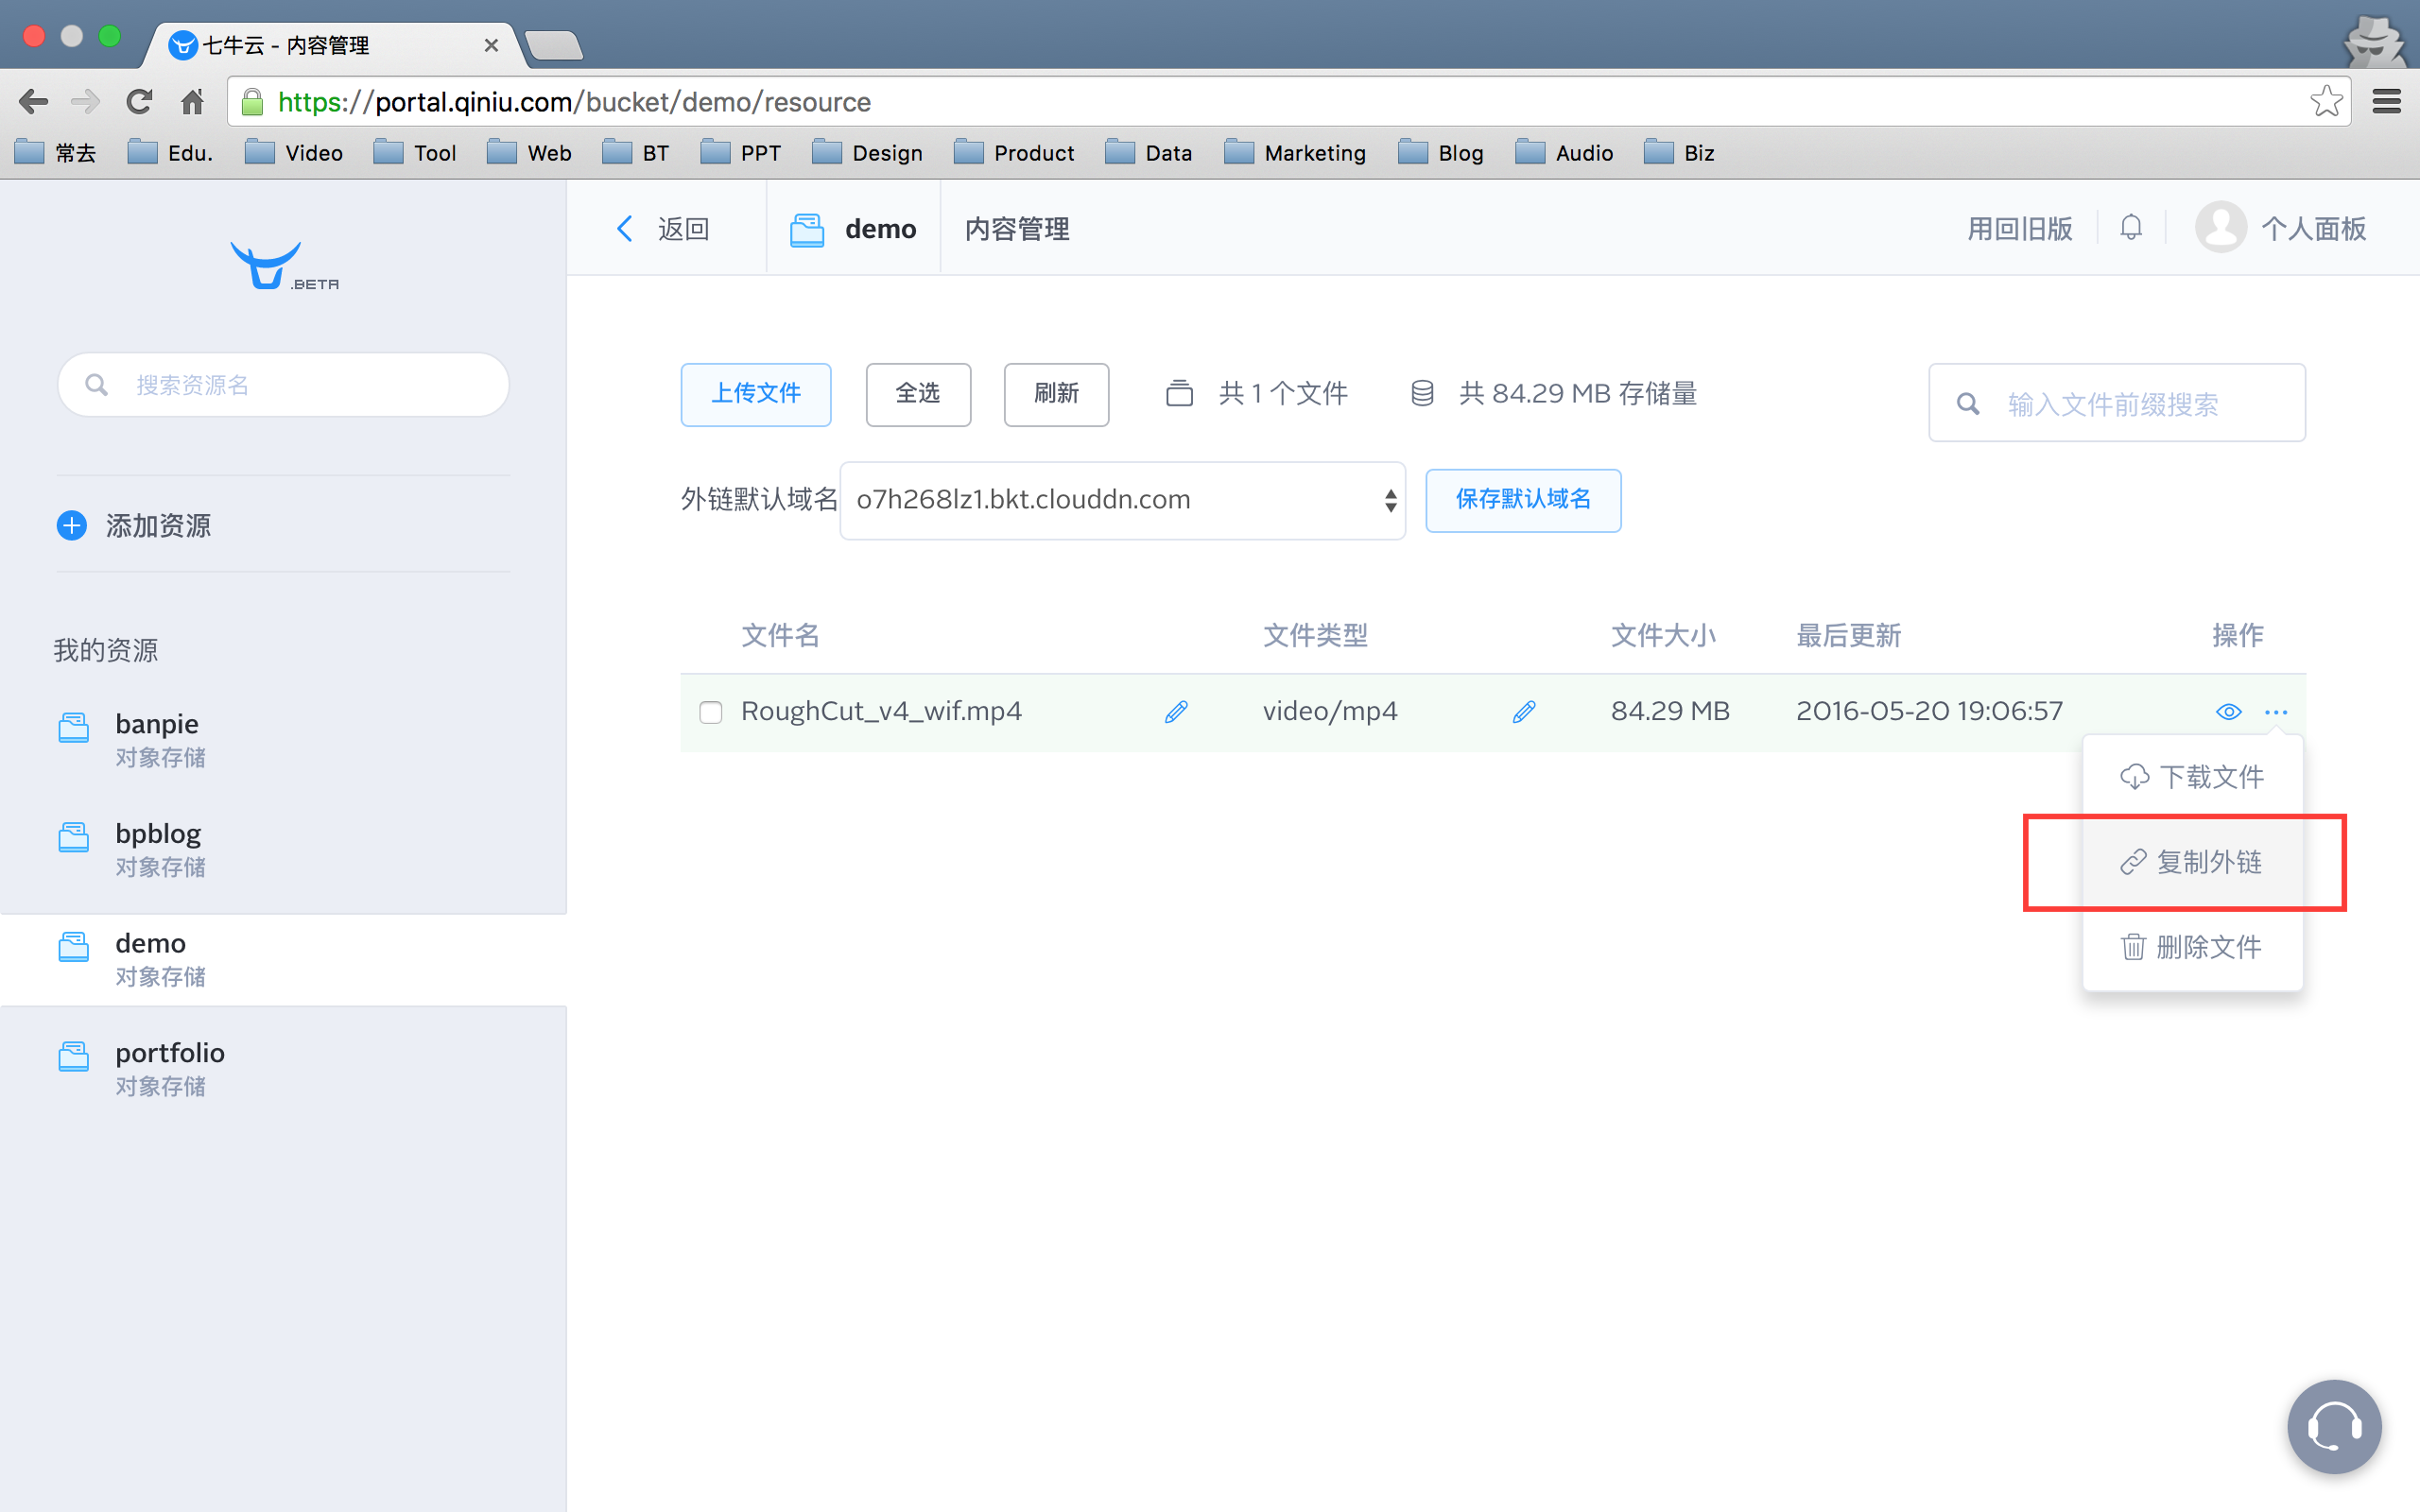 七牛云 - 内容管理
https://portal.qiniu.com/bucket/demo/resource
常去 Edu. Video Tool Web BT PPT Design Product Data Marketing Blog Audio Biz
.BETA
搜索资源名
添加资源
我的资源
banpie
对象存储
bpblog
对象存储
demo
对象存储
portfolio
对象存储
返回 demo 内容管理 用回旧版 个人面板
上传文件 全选 刷新 共 1 个文件 共 84.29 MB 存储量 输入文件前缀搜索
外链默认域名 o7h268lz1.bkt.clouddn.com 保存默认域名
文件名 文件类型 文件大小 最后更新 操作
RoughCut_v4_wif.mp4 video/mp4 84.29 MB 2016-05-20 19:06:57
下载文件
复制外链
删除文件